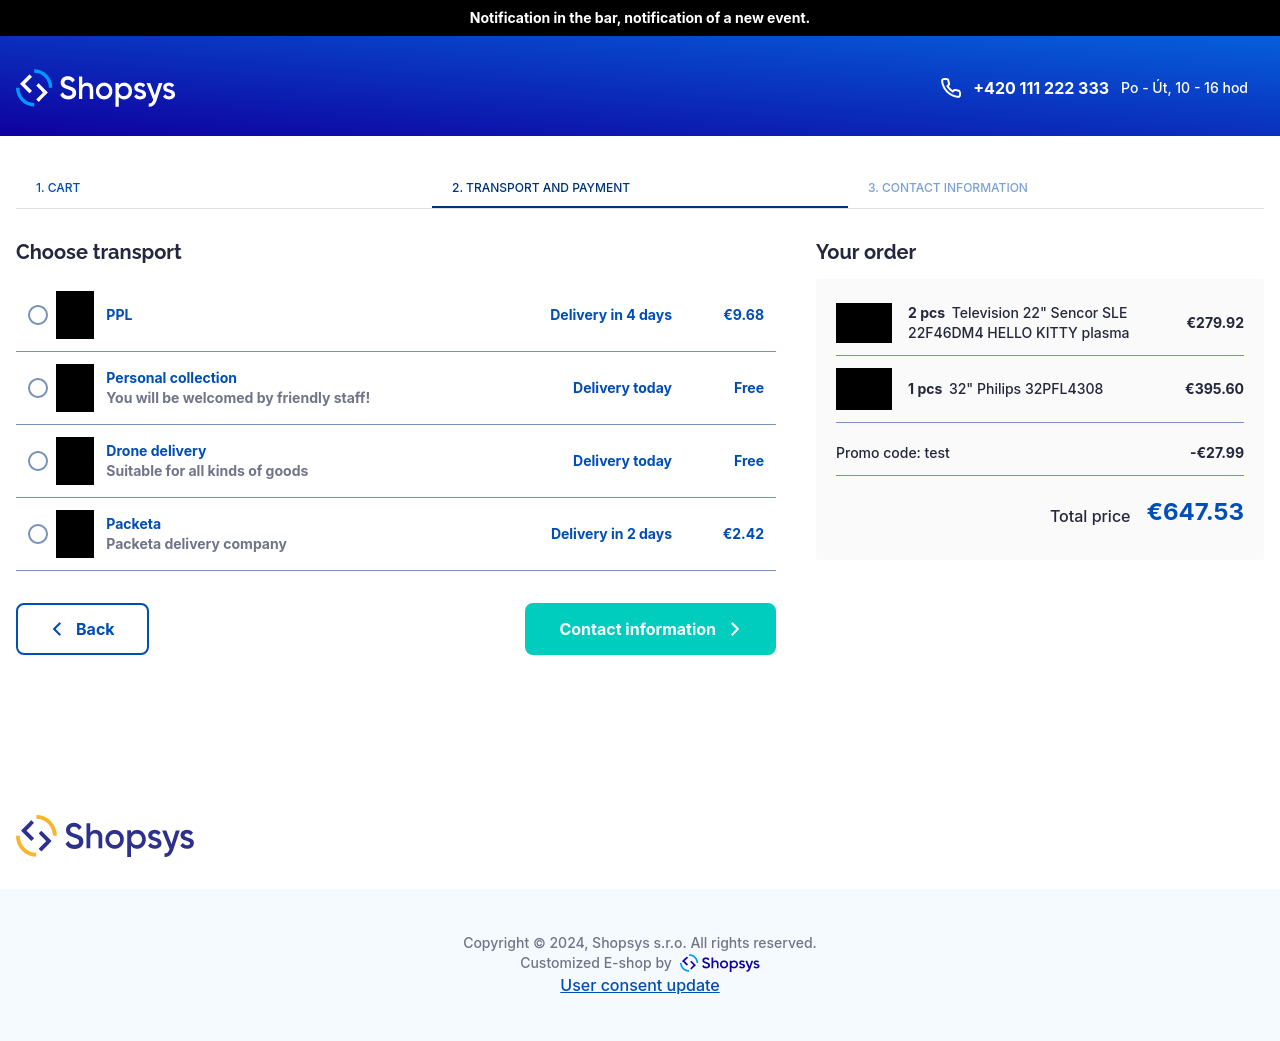 Notification in the bar, notification of a new event.
Shopsys
+420 111 222 333 Po - Út, 10 - 16 hod
1. CART
2. TRANSPORT AND PAYMENT
3. CONTACT INFORMATION
Choose transport
PPL Delivery in 4 days €9.68
Personal collection
You will be welcomed by friendly staff!
Delivery today Free
Drone delivery
Suitable for all kinds of goods
Delivery today Free
Packeta
Packeta delivery company
Delivery in 2 days €2.42
Back
Contact information
Your order
2 pcs Television 22" Sencor SLE
22F46DM4 HELLO KITTY plasma
€279.92
1 pcs 32" Philips 32PFL4308 €395.60
Promo code: test -€27.99
Total price €647.53
Shopsys
Copyright © 2024, Shopsys s.r.o. All rights reserved.
Customized E-shop by Shopsys
User consent update